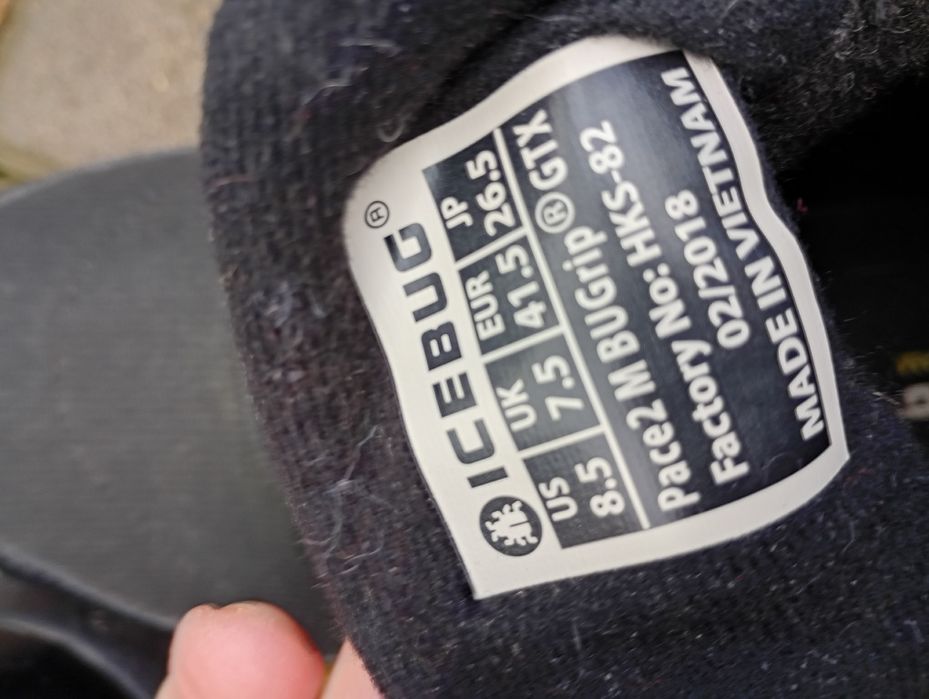 ICEBUG®
US UK EUR JP
8.5 7.5 41.5 26.5
Pace2 M BUGrip® GTX
Factory No: HKS-82
02/2018
MADE IN VIETNAAM